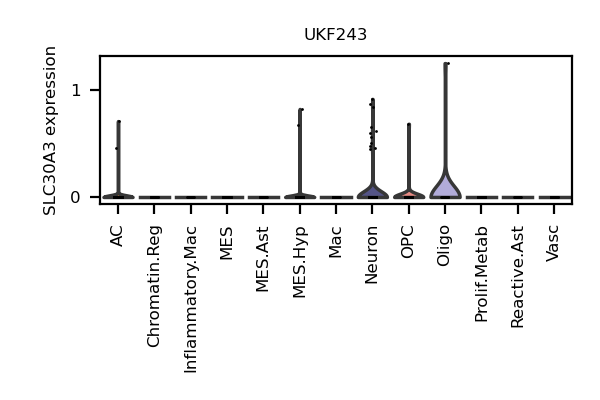 UKF243
SLC30A3 expression
1
0
AC
Chromatin.Reg
Inflammatory.Mac
MES
MES.Ast
MES.Hyp
Mac
Neuron
OPC
Oligo
Prolif.Metab
Reactive.Ast
Vasc